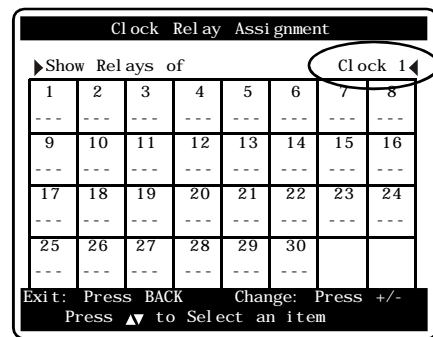 Clock Relay Assignment
Show Relays of Clock 1
1 2 3 4 5 6 7 8
--- --- --- --- --- --- --- ---
9 10 11 12 13 14 15 16
--- --- --- --- --- --- --- ---
17 18 19 20 21 22 23 24
--- --- --- --- --- --- --- ---
25 26 27 28 29 30
--- --- --- --- --- ---
Exit: Press BACK Change: Press +/-
Press ▲▼ to Select an item